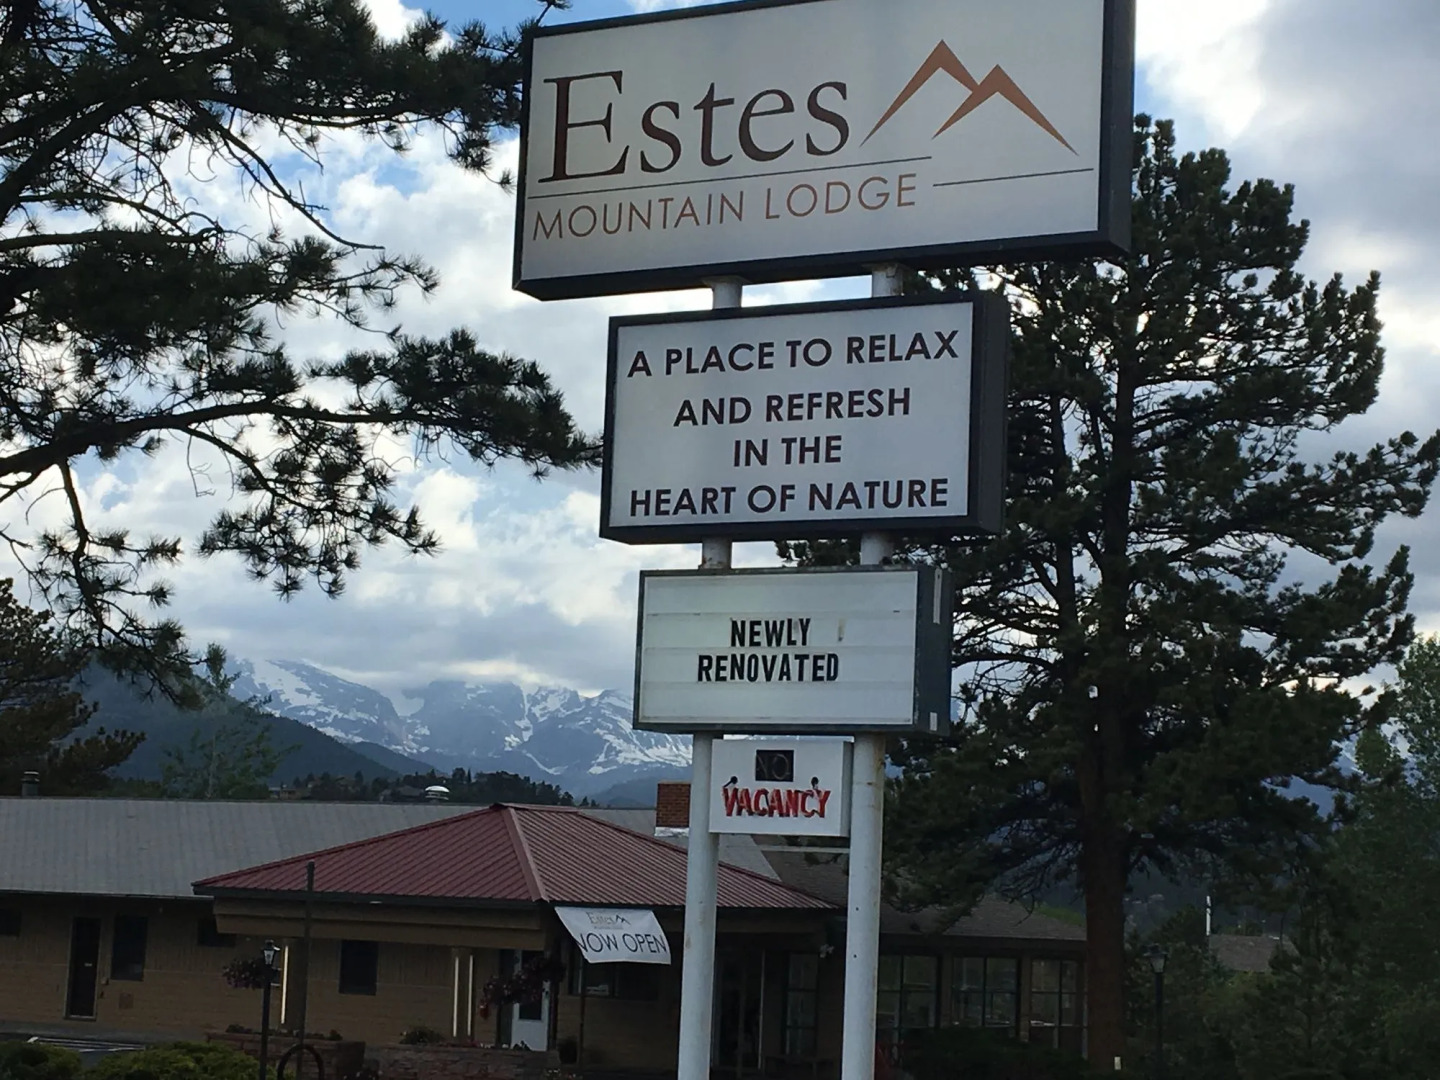 Estes
MOUNTAIN LODGE
A PLACE TO RELAX
AND REFRESH
IN THE
HEART OF NATURE
NEWLY
RENOVATED
NO
VACANCY
Estes
NOW OPEN